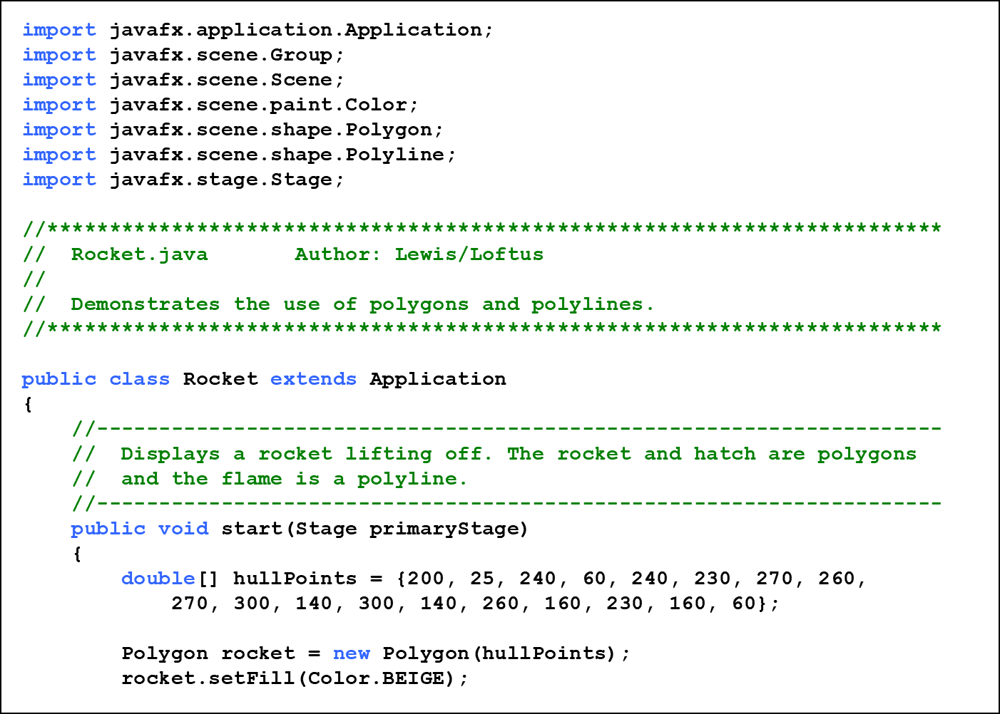 import javafx.application.Application;
import javafx.scene.Group;
import javafx.scene.Scene;
import javafx.scene.paint.Color;
import javafx.scene.shape.Polygon;
import javafx.scene.shape.Polyline;
import javafx.stage.Stage;
//************************************************************************
//  Rocket.java       Author: Lewis/Loftus
//
//  Demonstrates the use of polygons and polylines.
//************************************************************************
public class Rocket extends Application
{
    //--------------------------------------------------------------------
    //  Displays a rocket lifting off. The rocket and hatch are polygons
    //  and the flame is a polyline.
    //--------------------------------------------------------------------
    public void start(Stage primaryStage)
    {
        double[] hullPoints = {200, 25, 240, 60, 240, 230, 270, 260,
            270, 300, 140, 300, 140, 260, 160, 230, 160, 60};
        Polygon rocket = new Polygon(hullPoints);
        rocket.setFill(Color.BEIGE);